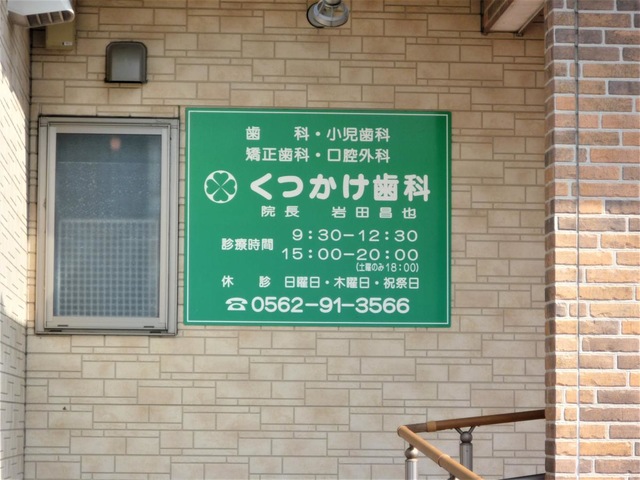 歯　科・小児歯科
矯正歯科・口腔外科
くつかけ歯科
院長　岩田昌也
診療時間 9:30－12:30
15:00－20:00
(土曜のみ18:00)
休　診　日曜日・木曜日・祝祭日
☎0562-91-3566